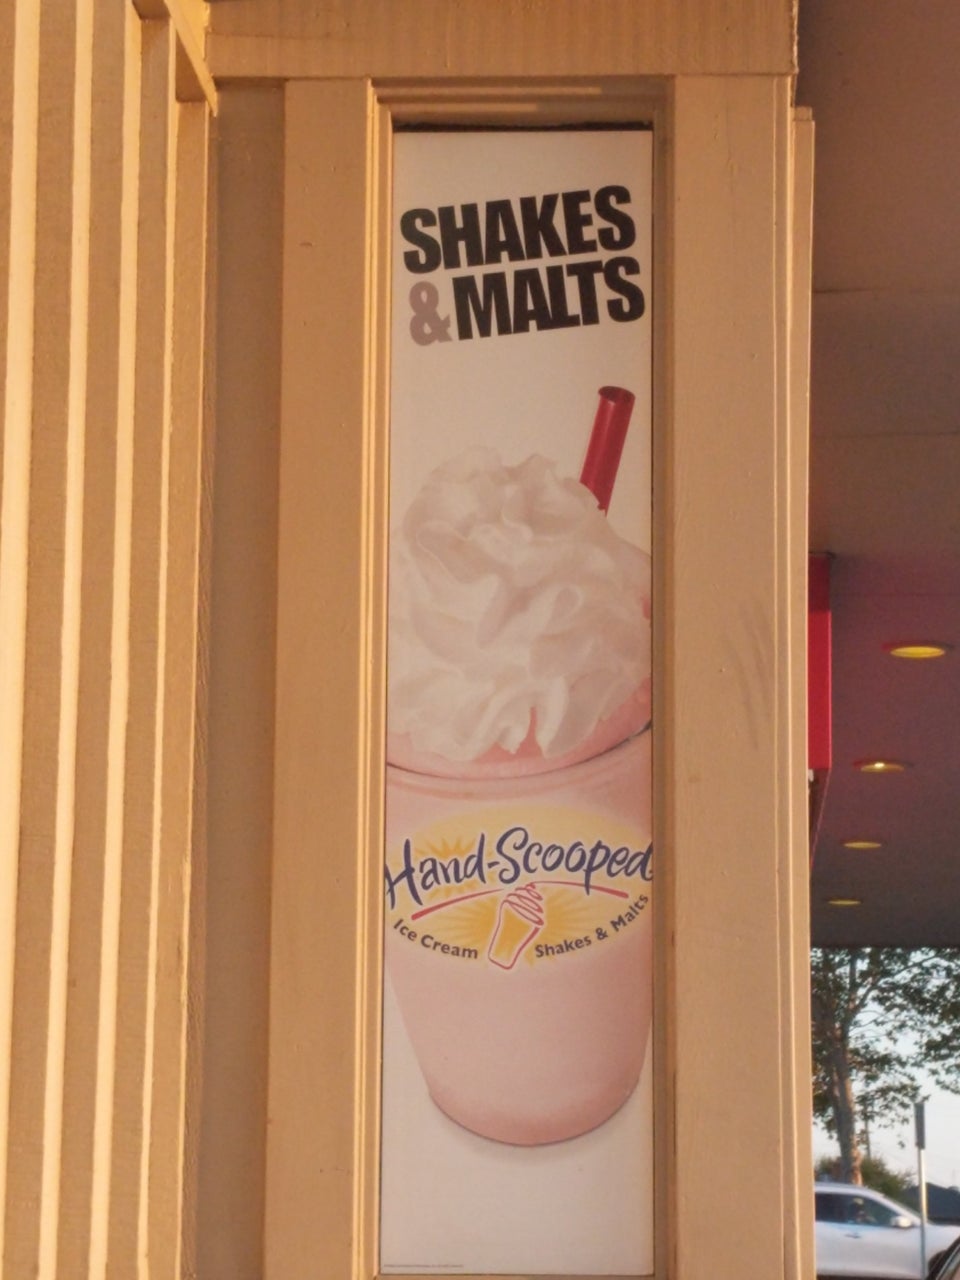 SHAKES
& MALTS
Hand-Scooped
Ice Cream Shakes & Malts